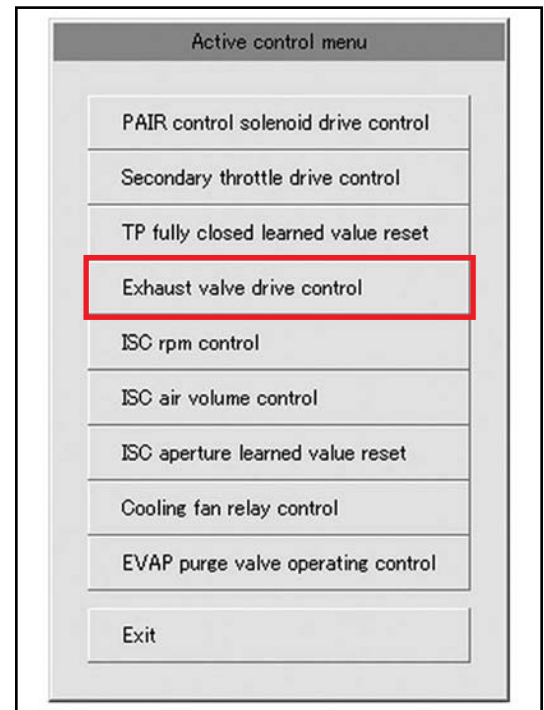 Active control menu
PAIR control solenoid drive control
Secondary throttle drive control
TP fully closed learned value reset
Exhaust valve drive control
ISC rpm control
ISC air volume control
ISC aperture learned value reset
Cooling fan relay control
EVAP purge valve operating control
Exit